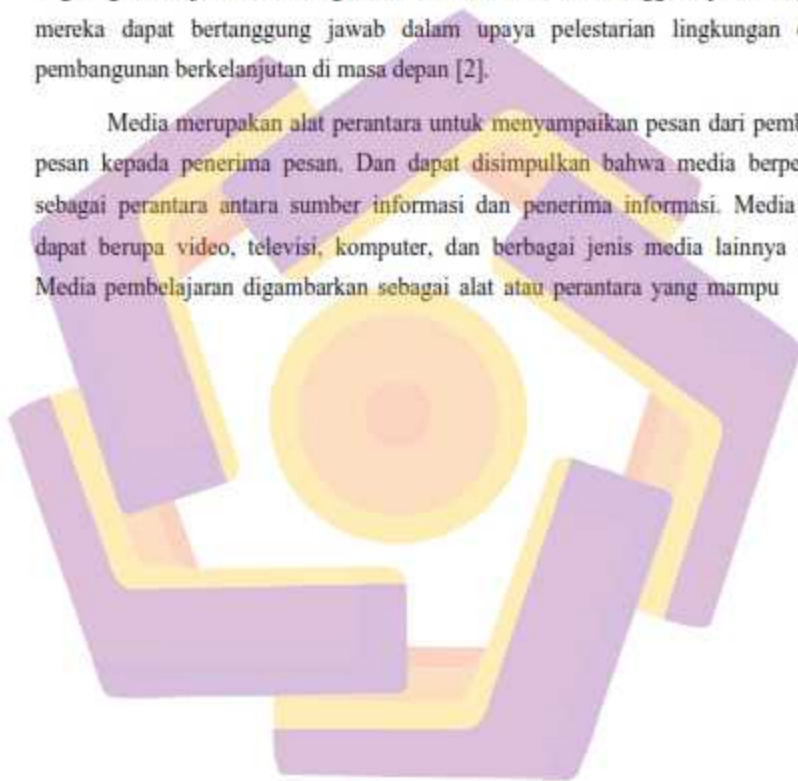 mereka dapat bertanggung jawab dalam upaya pelestarian lingkungan
pembangunan berkelanjutan di masa depan [2].
Media merupakan alat perantara untuk menyampaikan pesan dari
pesan kepada penerima pesan. Dan dapat disimpulkan bahwa media
sebagai perantara antara sumber informasi dan penerima informasi. Media
dapat berupa video, televisi, komputer, dan berbagai jenis media lainnya
Media pembelajaran digambarkan sebagai alat atau perantara yang mampu